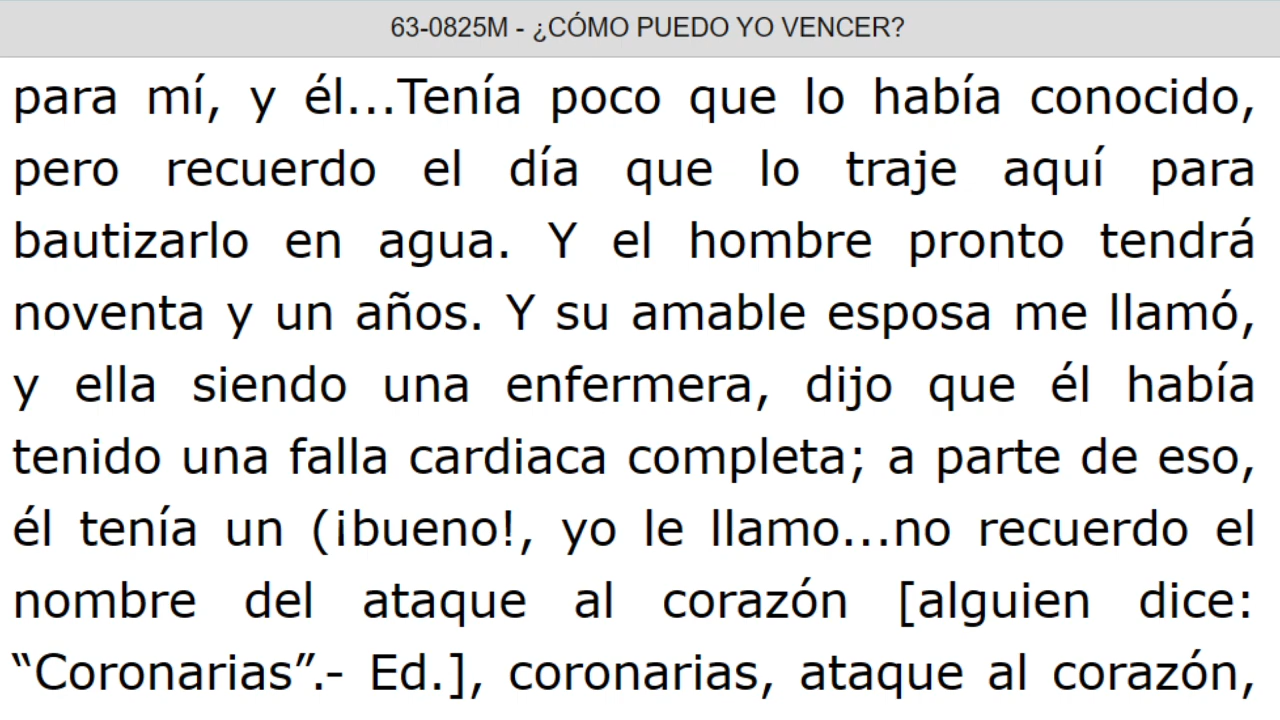 63-0825M - ¿CÓMO PUEDO YO VENCER?
para mí, y él...Tenía poco que lo había conocido,
pero recuerdo el día que lo traje aquí para
bautizarlo en agua. Y el hombre pronto tendrá
noventa y un años. Y su amable esposa me llamó,
y ella siendo una enfermera, dijo que él había
tenido una falla cardiaca completa; a parte de eso,
él tenía un (¡bueno!, yo le llamo...no recuerdo el
nombre del ataque al corazón [alguien dice:
“Coronarias”.- Ed.], coronarias, ataque al corazón,